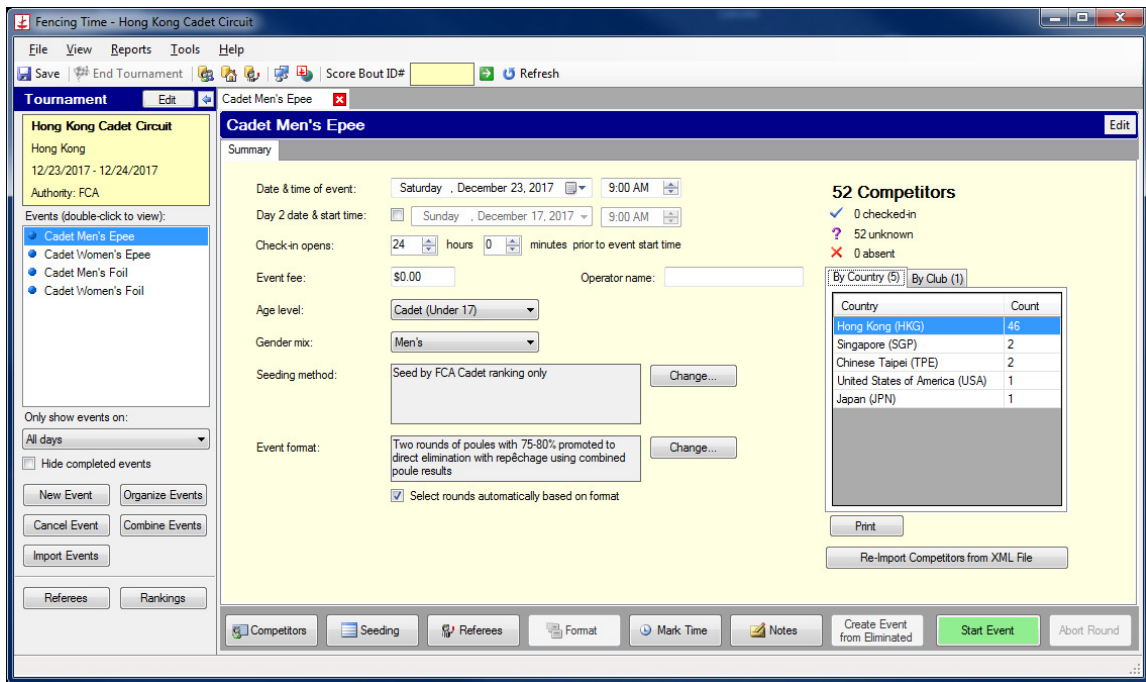 Fencing Time - Hong Kong Cadet Circuit
File View Reports Tools Help
Save End Tournament Score Bout ID# Refresh
Tournament Edit
Hong Kong Cadet Circuit
Hong Kong
12/23/2017 - 12/24/2017
Authority: FCA
Events (double-click to view):
Cadet Men's Epee
Cadet Women's Epee
Cadet Men's Foil
Cadet Women's Foil
Only show events on:
All days
Hide completed events
New Event Organize Events
Cancel Event Combine Events
Import Events
Referees Rankings
Cadet Men's Epee
Cadet Men's Epee Edit
Summary
Date & time of event: Saturday , December 23, 2017 9:00 AM
Day 2 date & start time: Sunday , December 17, 2017 9:00 AM
Check-in opens: 24 hours 0 minutes prior to event start time
Event fee: $0.00 Operator name:
Age level: Cadet (Under 17)
Gender mix: Men's
Seeding method: Seed by FCA Cadet ranking only Change...
Event format: Two rounds of poules with 75-80% promoted to
direct elimination with repêchage using combined
poule results
Change...
Select rounds automatically based on format
52 Competitors
0 checked-in
? 52 unknown
0 absent
By Country (5) By Club (1)
Country Count
Hong Kong (HKG) 46
Singapore (SGP) 2
Chinese Taipei (TPE) 2
United States of America (USA) 1
Japan (JPN) 1
Print
Re-Import Competitors from XML File
Competitors Seeding Referees Format Mark Time Notes Create Event
from Eliminated Start Event Abort Round